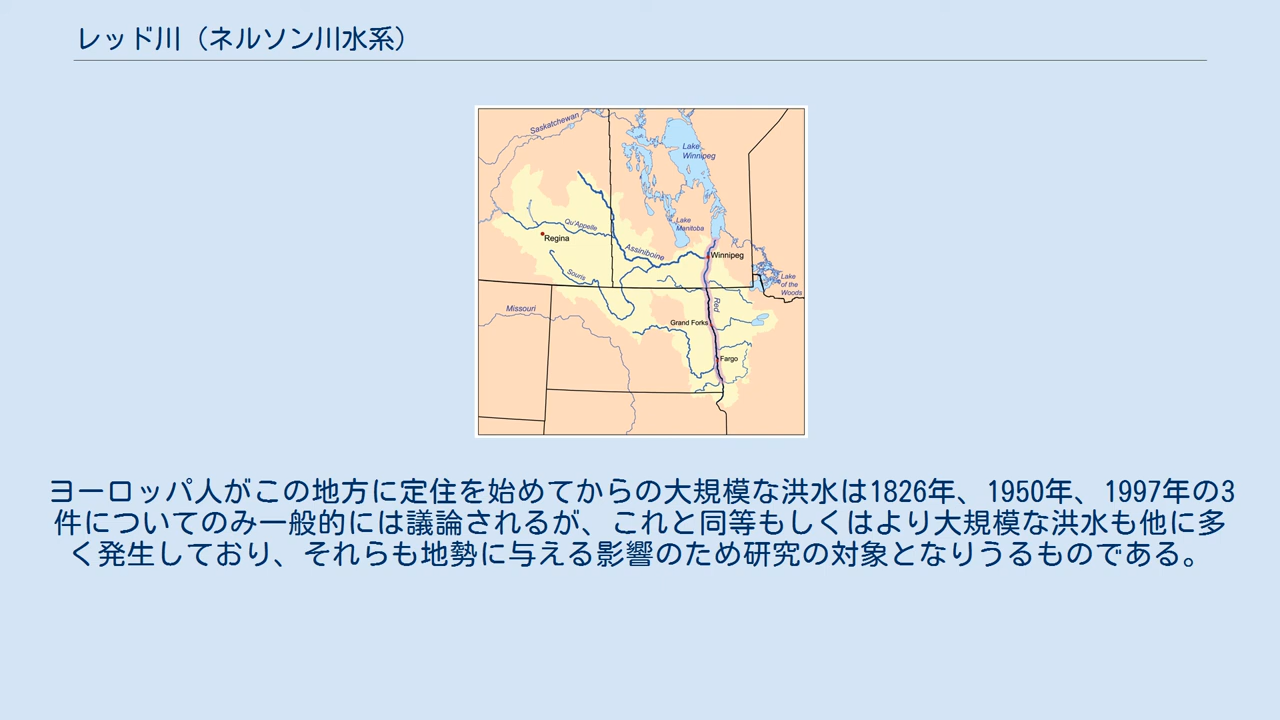 レッド川（ネルソン川水系）
Saskatchewan
Lake
Winnipeg
Qu'Appelle
Lake
Manitoba
Regina
Assiniboine
Winnipeg
Souris
Lake
of the
Woods
Missouri
Red
Grand Forks
Fargo
ヨーロッパ人がこの地方に定住を始めてからの大規模な洪水は1826年、1950年、1997年の3
件についてのみ一般的には議論されるが、これと同等もしくはより大規模な洪水も他に多
く発生しており、それらも地勢に与える影響のため研究の対象となりうるものである。